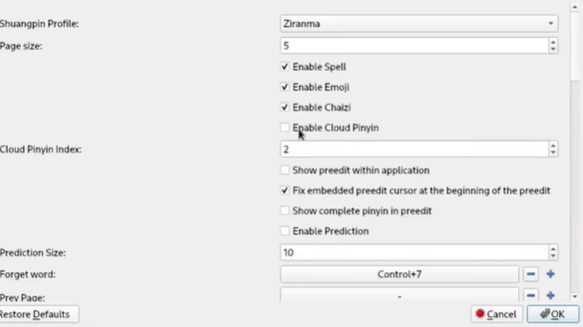 Shuangpin Profile: Ziranma
Page size: 5
Enable Spell
Enable Emoji
Enable Chaizi
Enable Cloud Pinyin
Cloud Pinyin Index: 2
Show preedit within application
Fix embedded preedit cursor at the beginning of the preedit
Show complete pinyin in preedit
Enable Prediction
Prediction Size: 10
Forget word: Control+7
Prev Page: -
Restore Defaults Cancel OK